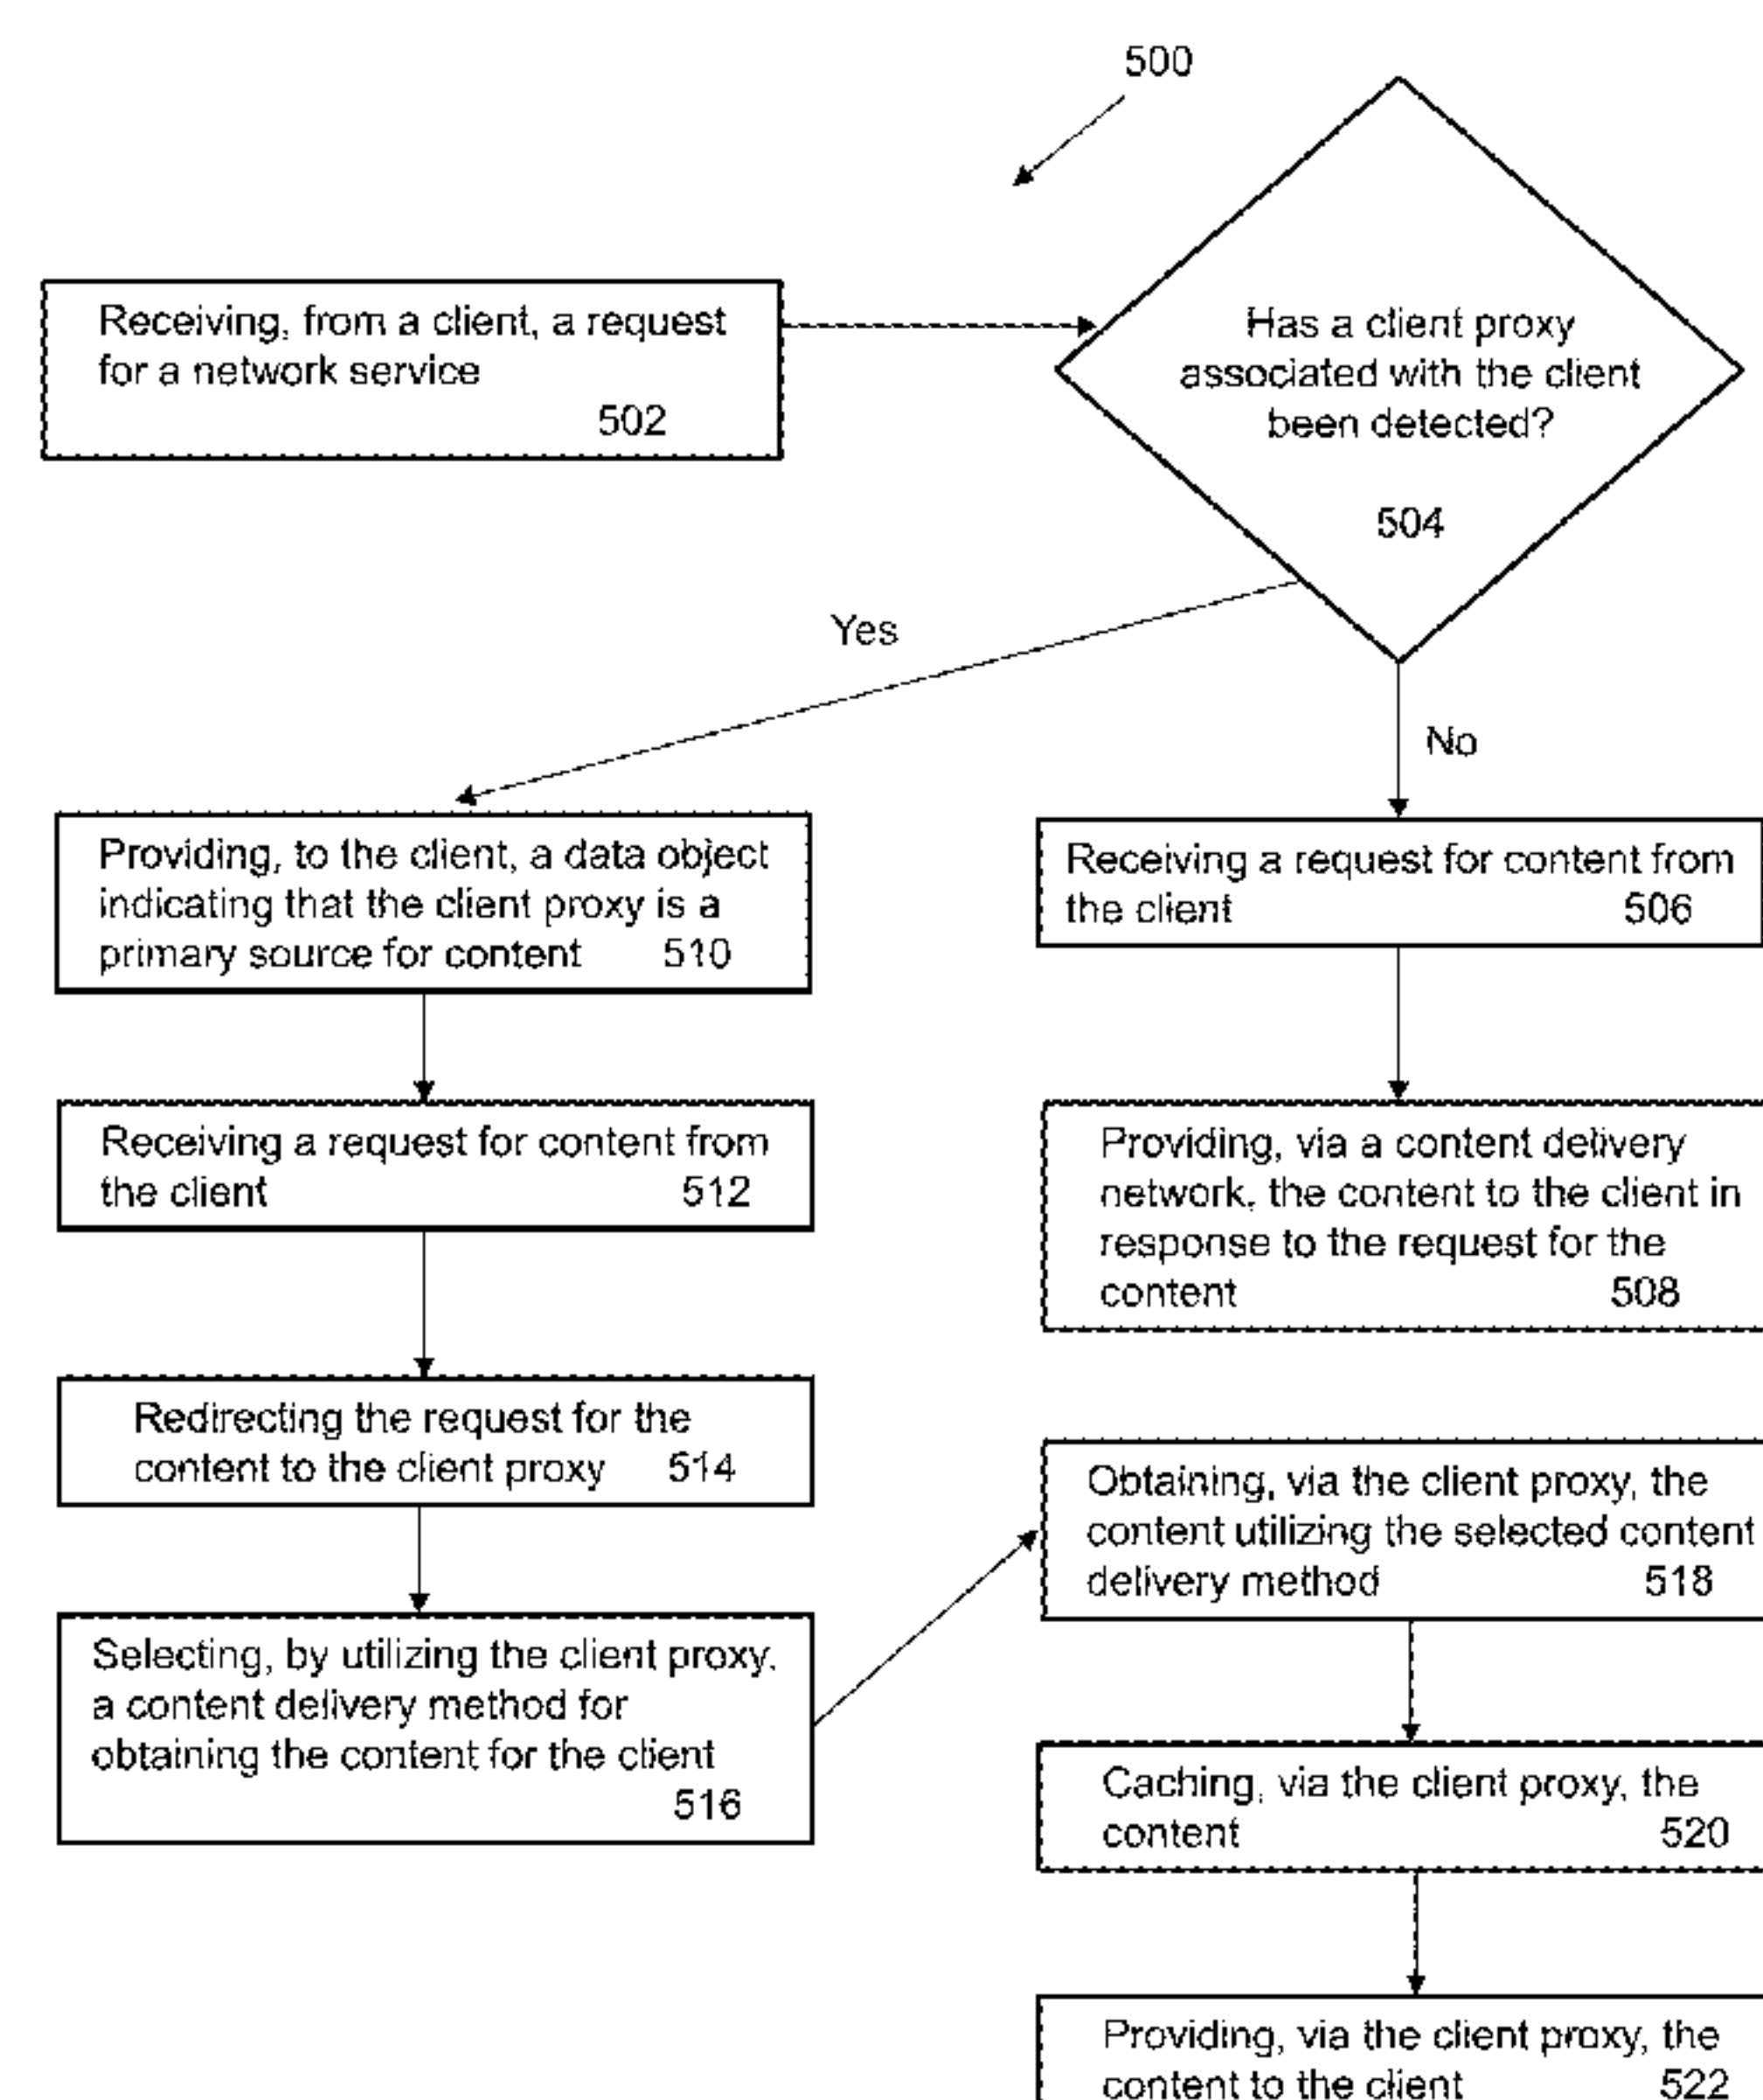 500
Receiving, from a client, a request
for a network service
502
Has a client proxy
associated with the client
been detected?
504
Yes
No
Providing, to the client, a data object
indicating that the client proxy is a
primary source for content 510
Receiving a request for content from
the client 506
Receiving a request for content from
the client 512
Providing, via a content delivery
network, the content to the client in
response to the request for the
content 508
Redirecting the request for the
content to the client proxy 514
Selecting, by utilizing the client proxy,
a content delivery method for
obtaining the content for the client
516
Obtaining, via the client proxy, the
content utilizing the selected content
delivery method 518
Caching, via the client proxy, the
content 520
Providing, via the client proxy, the
content to the client 522